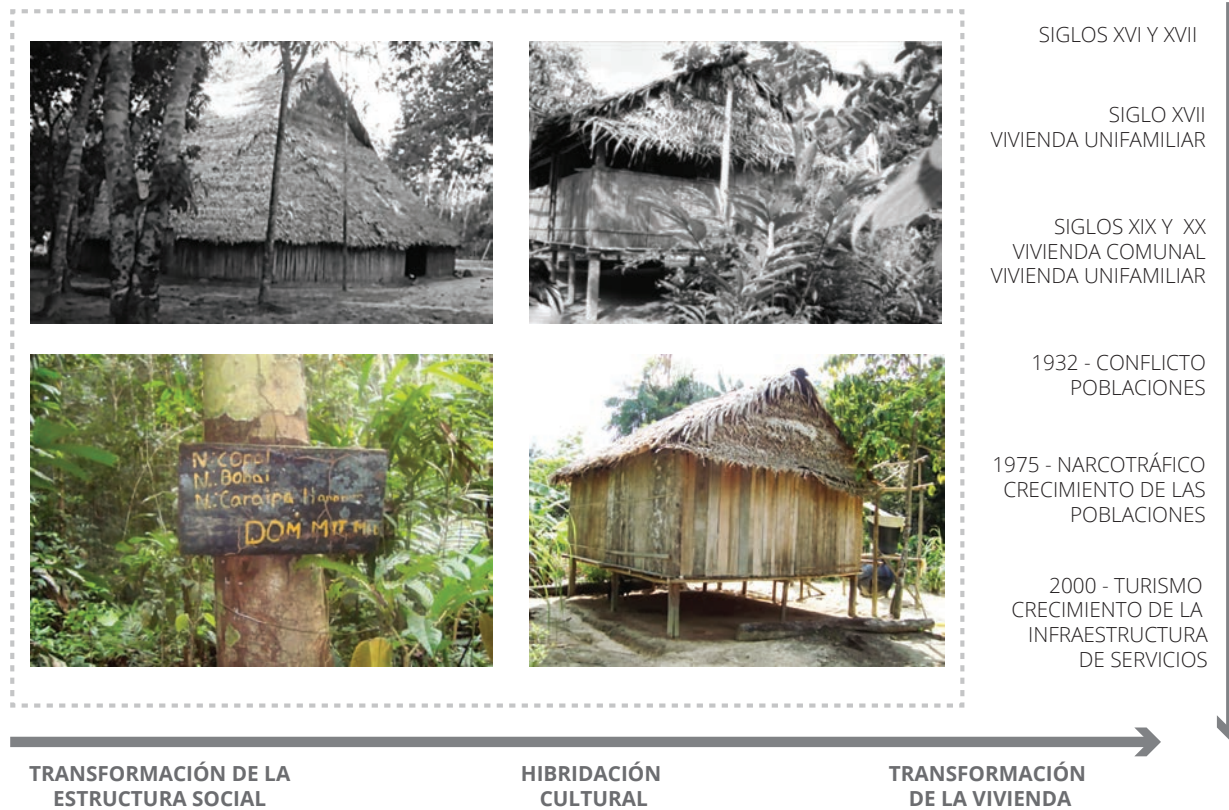 SIGLOS XVI Y XVII
SIGLO XVII
VIVIENDA UNIFAMILIAR
SIGLOS XIX Y XX
VIVIENDA COMUNAL
VIVIENDA UNIFAMILIAR
1932 - CONFLICTO
POBLACIONES
1975 - NARCOTRÁFICO
CRECIMIENTO DE LAS
POBLACIONES
2000 - TURISMO
CRECIMIENTO DE LA
INFRAESTRUCTURA
DE SERVICIOS
N.
N. Bobai
N. Caraipa
DOM
TRANSFORMACIÓN DE LA
ESTRUCTURA SOCIAL
HIBRIDACIÓN
CULTURAL
TRANSFORMACIÓN
DE LA VIVIENDA